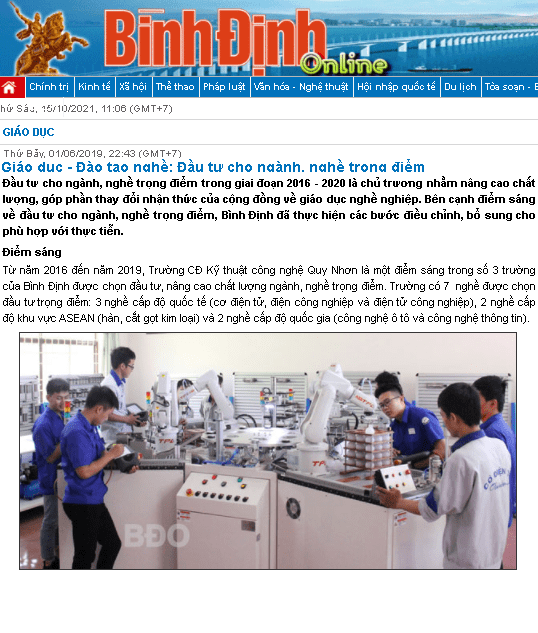 Bình Định
Online
Chính trị Kinh tế Xã hội Thể thao Pháp luật Văn hóa - Nghệ thuật Hội nhập quốc tế Du lịch Tòa soạn -
15/10/2021, 11:06 (GMT+7)
GIÁO DỤC
Thứ Bảy, 01/06/2019, 22:43 (GMT+7)
Giáo dục - Đào tạo nghề: Đầu tư cho ngành, nghề trọng điểm
Đầu tư cho ngành, nghề trọng điểm trong giai đoạn 2016 - 2020 là chủ trương nhằm nâng cao chất
lượng, góp phần thay đổi nhận thức của cộng đồng về giáo dục nghề nghiệp. Bên cạnh điểm sáng
về đầu tư cho ngành, nghề trọng điểm, Bình Định đã thực hiện các bước điều chỉnh, bổ sung cho
phù hợp với thực tiễn.
Điểm sáng
Từ năm 2016 đến năm 2019, Trường CĐ Kỹ thuật công nghệ Quy Nhơn là một điểm sáng trong số 3 trường
của Bình Định được chọn đầu tư, nâng cao chất lượng ngành, nghề trọng điểm. Trường có 7 nghề được chọn
đầu tư trọng điểm: 3 nghề cấp độ quốc tế (cơ điện tử, điện công nghiệp và điện tử công nghiệp), 2 nghề cấp
độ khu vực ASEAN (hàn, cắt gọt kim loại) và 2 nghề cấp độ quốc gia (công nghệ ô tô và công nghệ thông tin).
BĐO